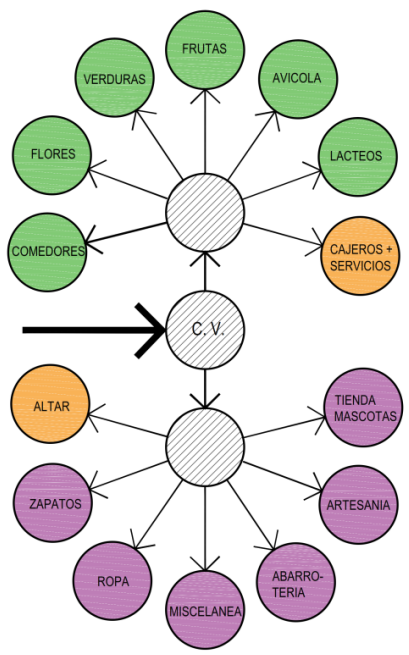 FRUTAS
VERDURAS
AVICOLA
FLORES
LACTEOS
COMEDORES
CAJEROS +
SERVICIOS
C. V.
ALTAR
TIENDA
MASCOTAS
ZAPATOS
ARTESANIA
ROPA
ABARRO-
TERIA
MISCELANEA